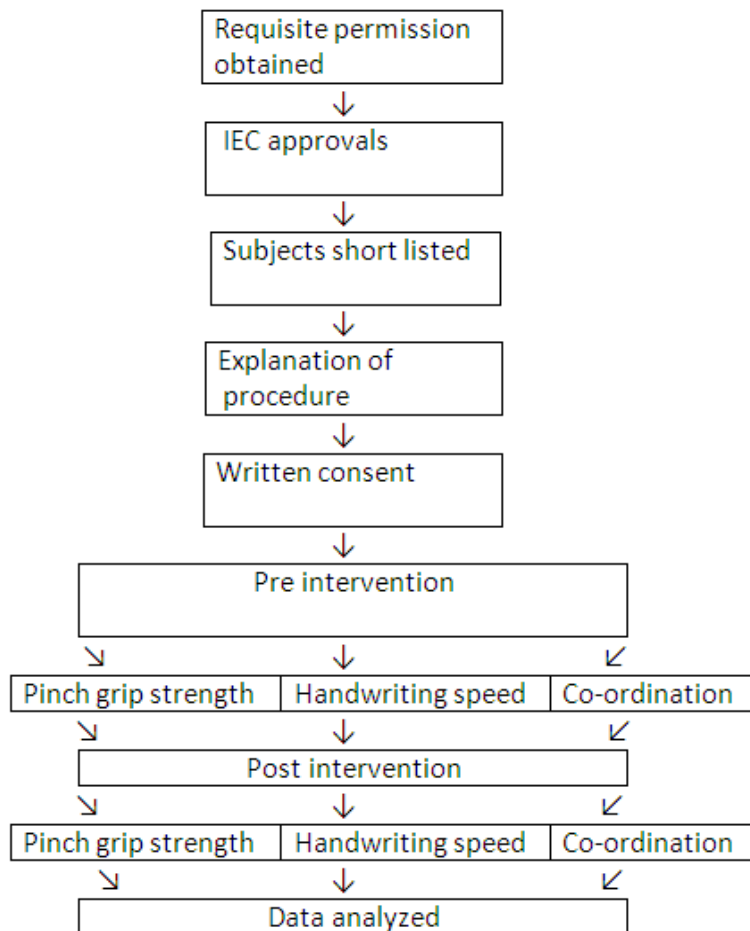 Requisite permission
obtained
IEC approvals
Subjects short listed
Explanation of
procedure
Written consent
Pre intervention
Pinch grip strength Handwriting speed Co-ordination
Post intervention
Pinch grip strength Handwriting speed Co-ordination
Data analyzed